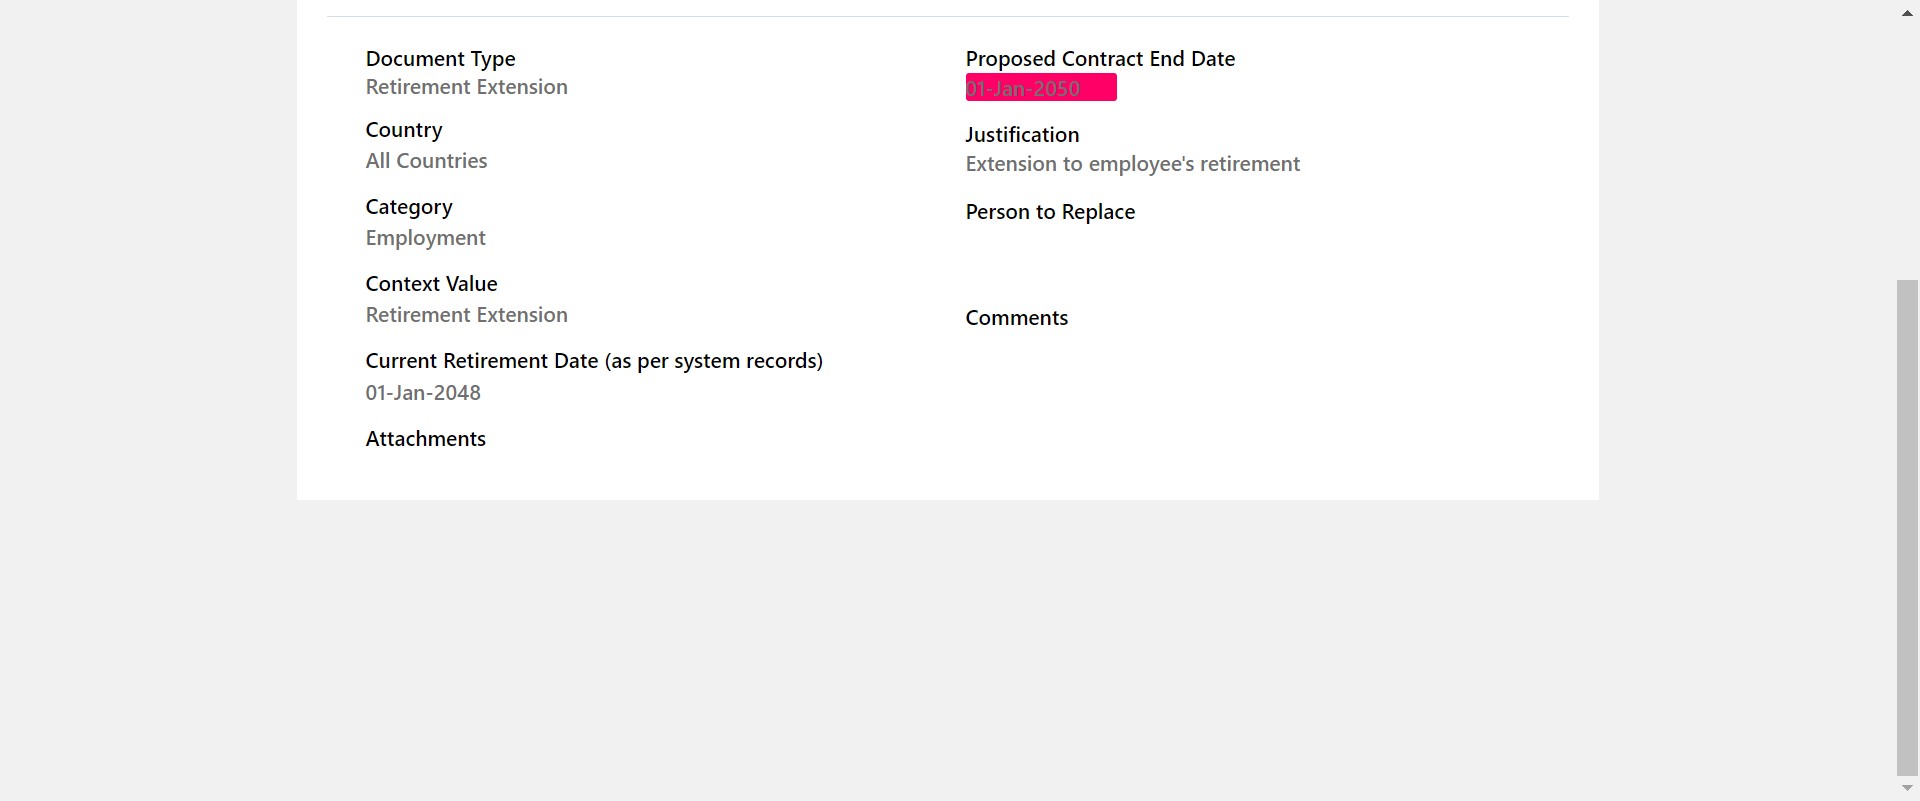 Document Type
Retirement Extension
Country
All Countries
Category
Employment
Context Value
Retirement Extension
Current Retirement Date (as per system records)
01-Jan-2048
Attachments
Proposed Contract End Date
01-Jan-2050
Justification
Extension to employee's retirement
Person to Replace
Comments